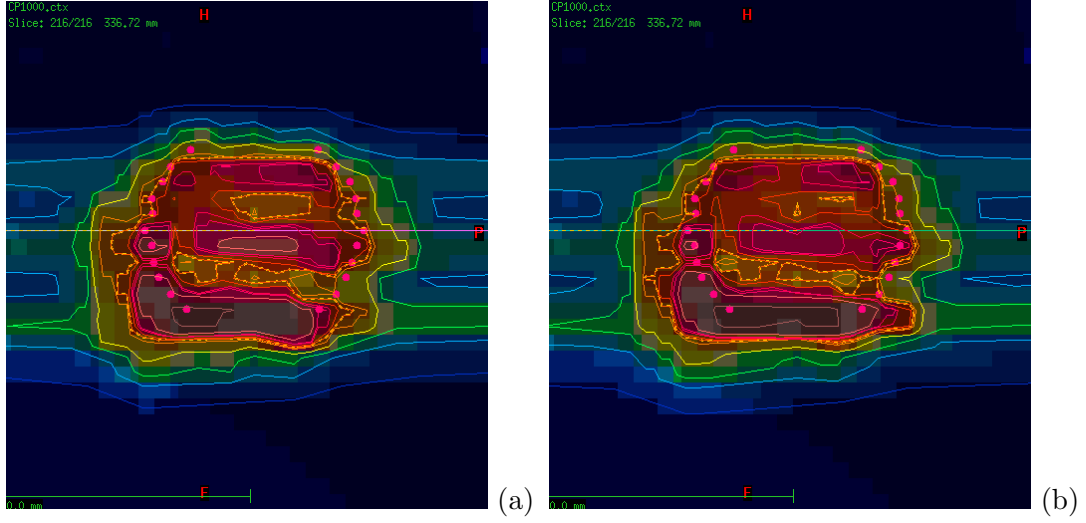 CP1000.ctx
Slice: 216/216 336.72 mm
H
P
F
0.0 mm
(a)
CP1000.ctx
Slice: 216/216 336.72 mm
H
P
F
0.0 mm
(b)